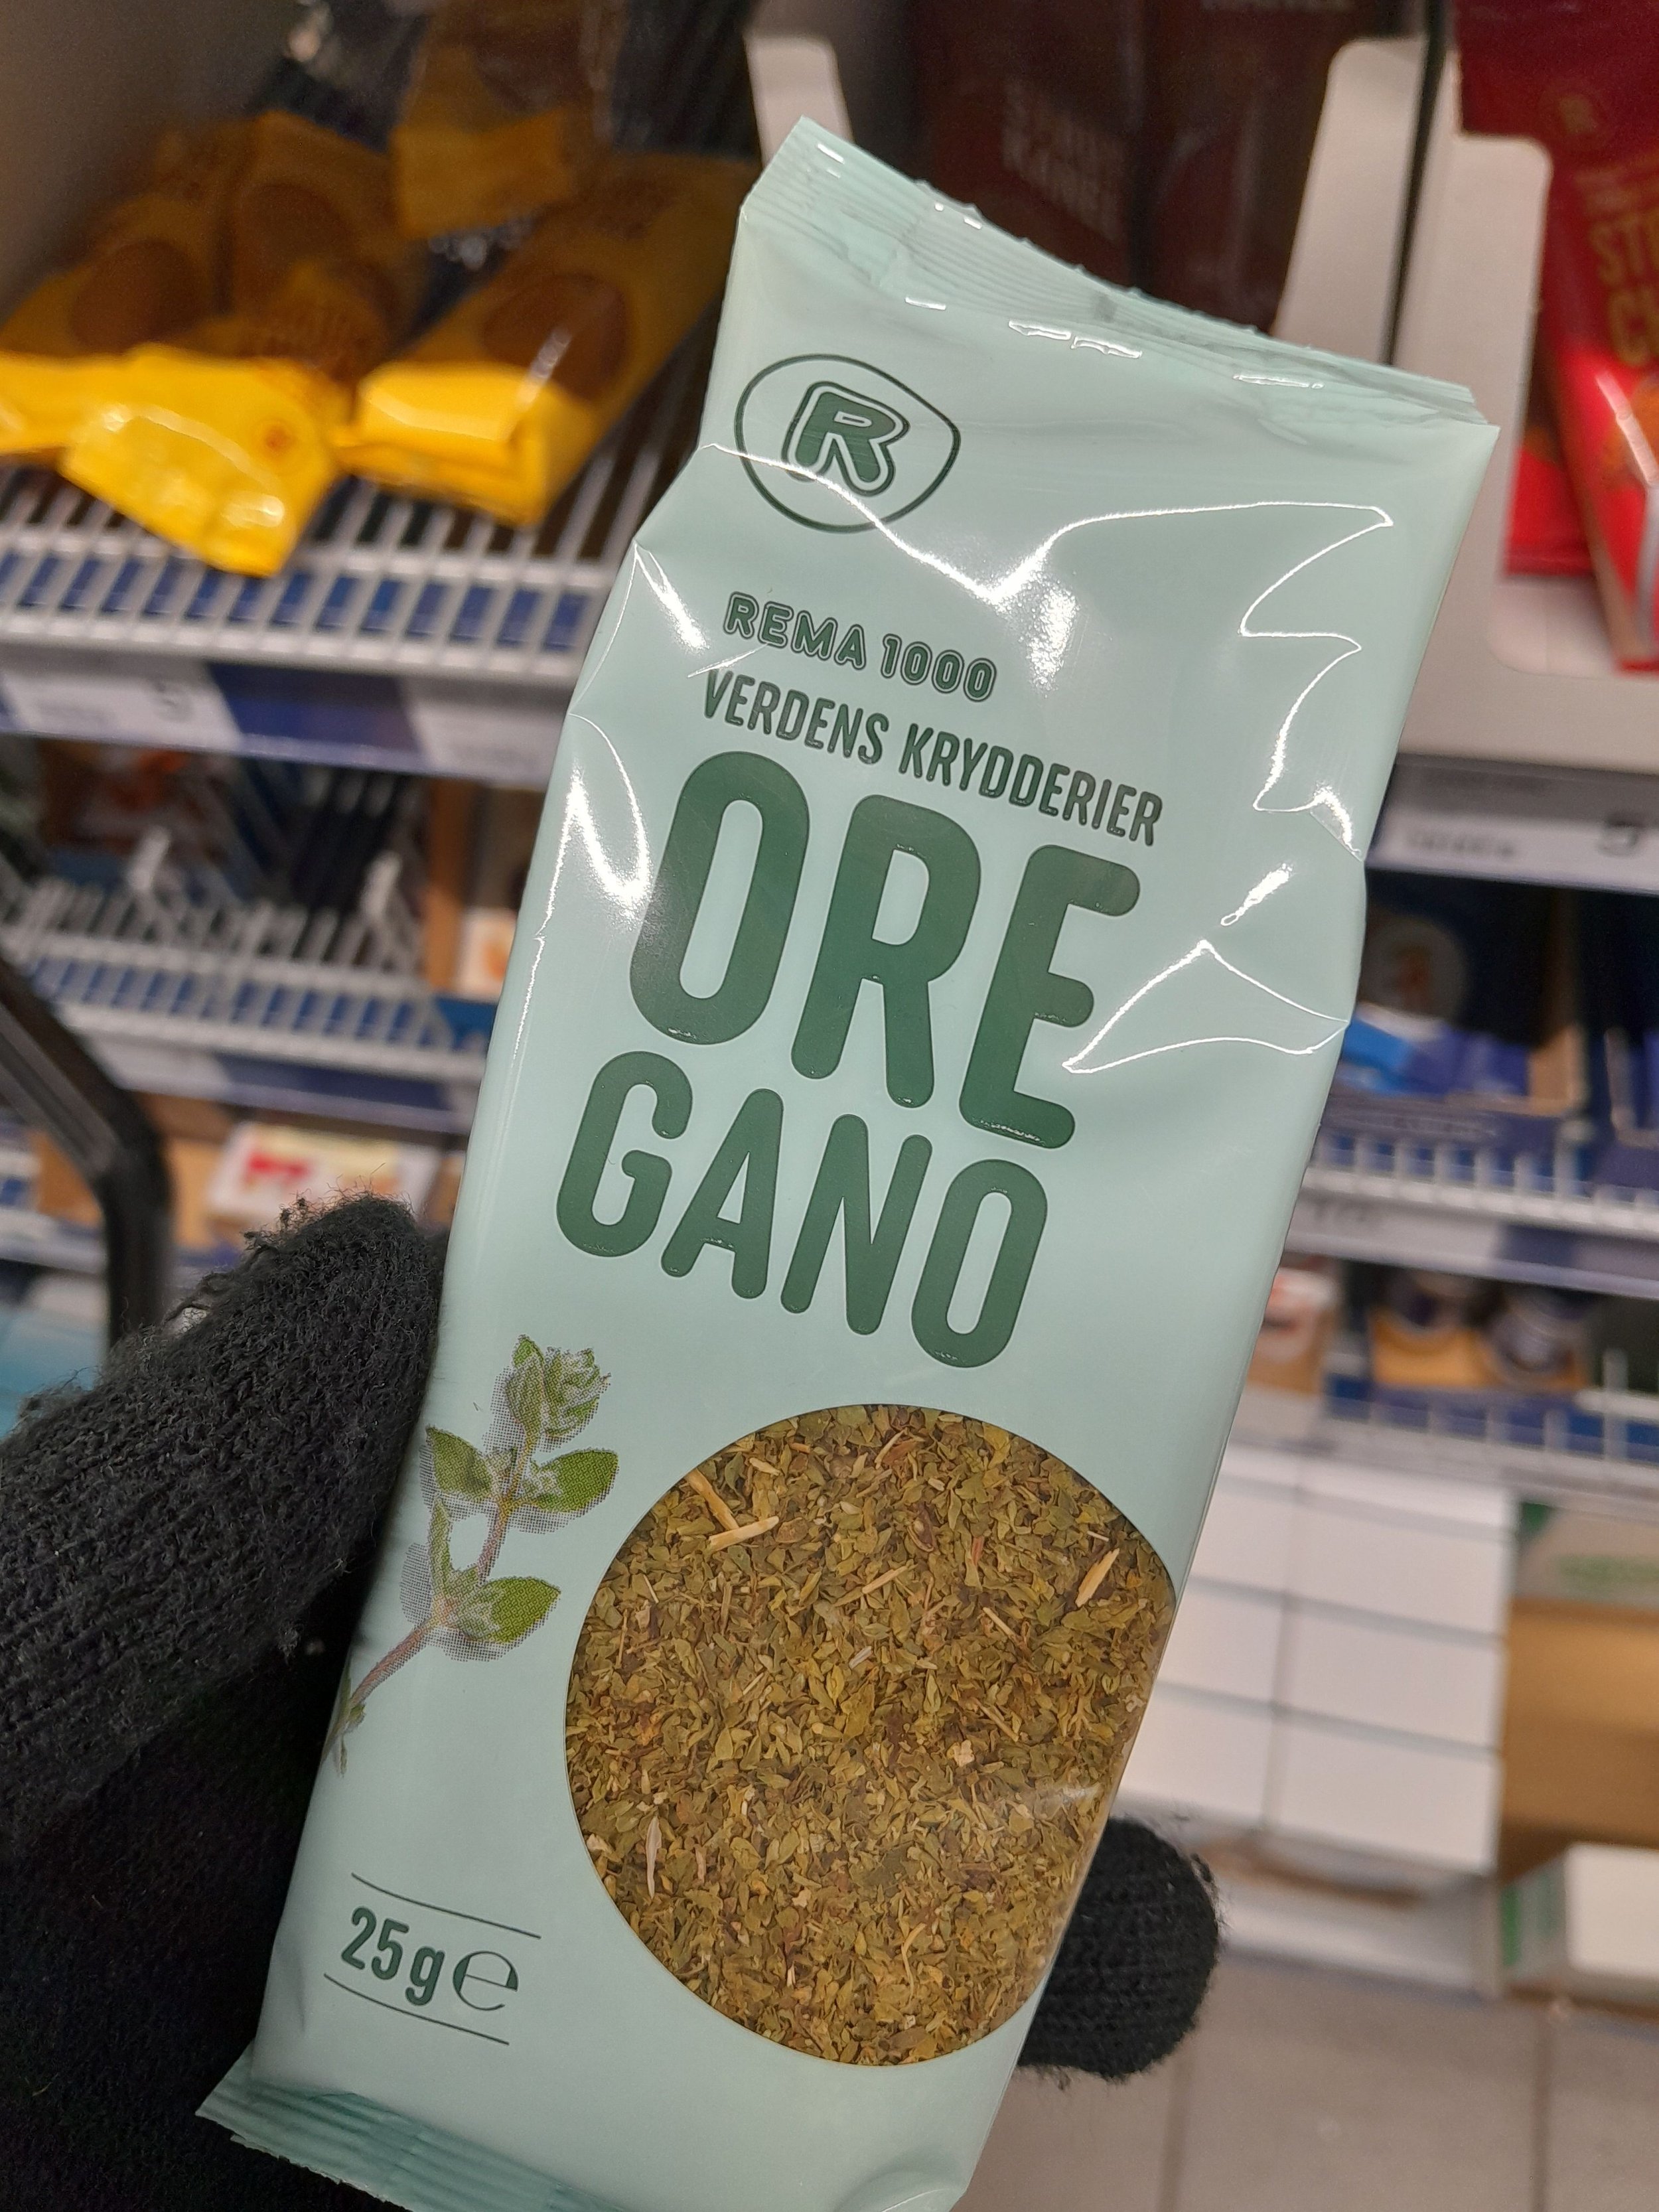 R
REMA 1000
VERDENS KRYDDERIER
ORE
GANO
25g e